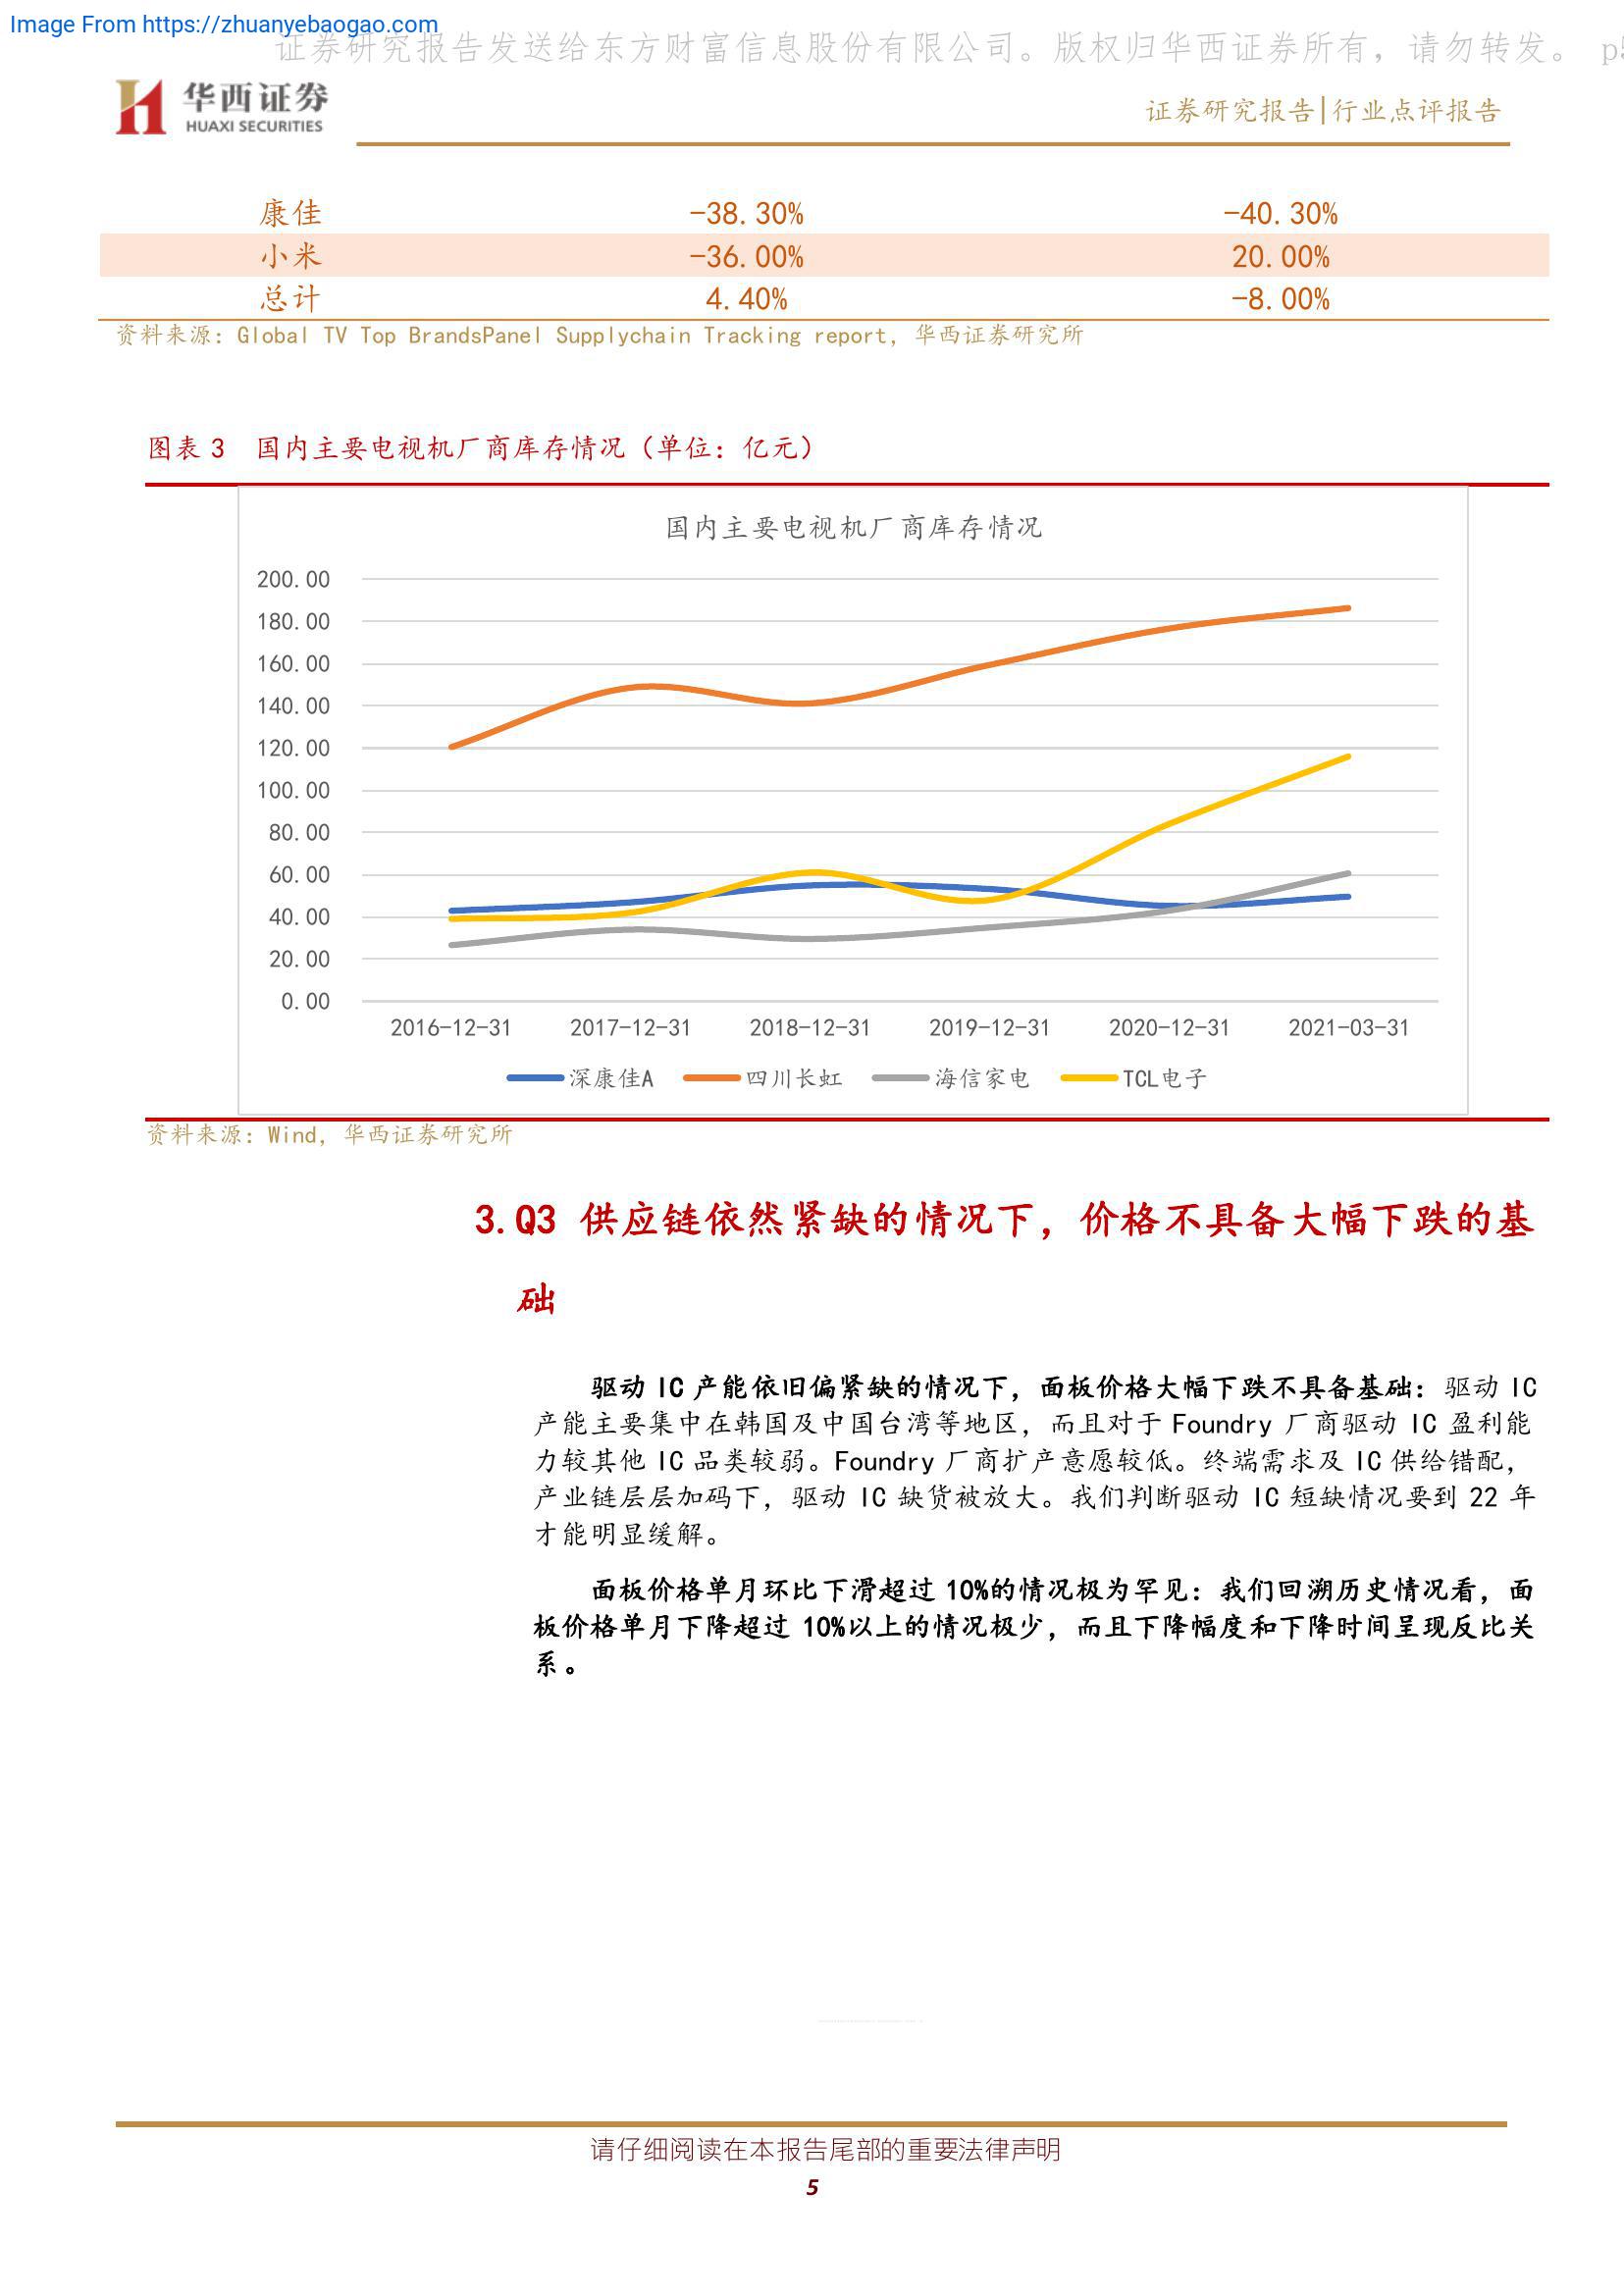 Image From https://zhuanyebaogao.com
证券研究报告发送给东方财富信息股份有限公司。版权归华西证券所有，请勿转发。 p5
华西证券
HUAXI SECURITIES
证券研究报告|行业点评报告
康佳 -38.30% -40.30%
小米 -36.00% 20.00%
总计 4.40% -8.00%
资料来源：Global TV Top BrandsPanel Supplychain Tracking report，华西证券研究所
图表 3 国内主要电视机厂商库存情况（单位：亿元）
国内主要电视机厂商库存情况
200.00
180.00
160.00
140.00
120.00
100.00
80.00
60.00
40.00
20.00
0.00
2016-12-31 2017-12-31 2018-12-31 2019-12-31 2020-12-31 2021-03-31
深康佳A 四川长虹 海信家电 TCL电子
资料来源：Wind，华西证券研究所
3.Q3 供应链依然紧缺的情况下，价格不具备大幅下跌的基
础
驱动 IC 产能依旧偏紧缺的情况下，面板价格大幅下跌不具备基础：驱动 IC
产能主要集中在韩国及中国台湾等地区，而且对于 Foundry 厂商驱动 IC 盈利能
力较其他 IC 品类较弱。Foundry 厂商扩产意愿较低。终端需求及 IC 供给错配，
产业链层层加码下，驱动 IC 缺货被放大。我们判断驱动 IC 短缺情况要到 22 年
才能明显缓解。
面板价格单月环比下滑超过 10%的情况极为罕见：我们回溯历史情况看，面
板价格单月下降超过 10%以上的情况极少，而且下降幅度和下降时间呈现反比关
系。
请仔细阅读在本报告尾部的重要法律声明
5